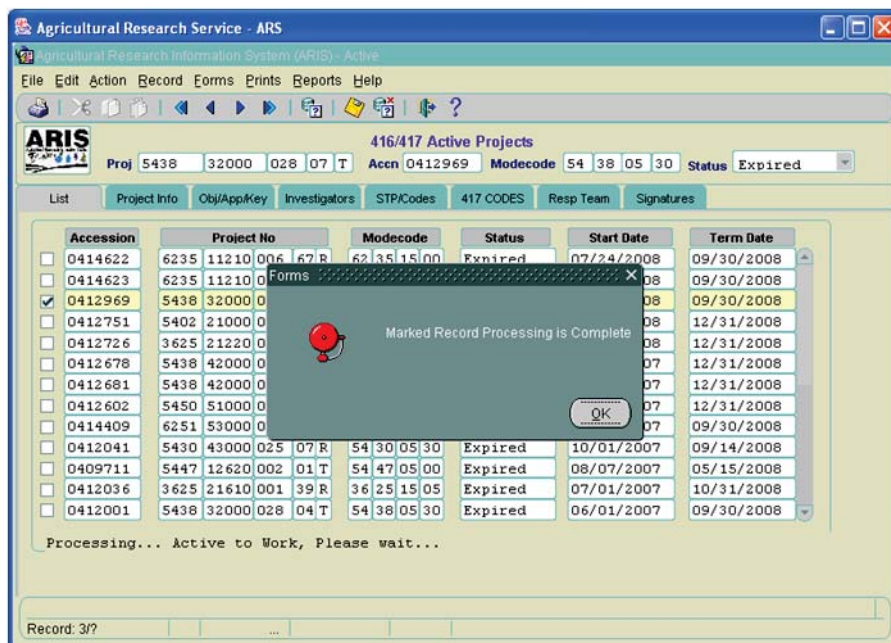 Agricultural Research Service - ARS
Agricultural Research Information System (ARIS) - Active
File Edit Action Record Forms Prints Reports Help
ARIS
416/417 Active Projects
Proj 5438 32000 028 07 T Accn 0412969 Modecode 54 38 05 30 Status Expired
List Project Info Obj/App/Key Investigators STP/Codes 417 CODES Resp Team Signatures
Accession Project No Modecode Status Start Date Term Date
0414622 6235 11210 006 67 R 62 35 15 00 Expired 07/24/2008 09/30/2008
0414623 6235 11210 08 09/30/2008
0412969 5438 32000 0 08 09/30/2008
0412751 5402 21000 0 08 12/31/2008
0412726 3625 21220 0 08 12/31/2008
0412678 5438 42000 0 07 12/31/2008
0412681 5438 42000 0 07 12/31/2008
0412602 5450 51000 0 07 12/31/2008
0414409 6251 53000 0 07 09/30/2008
0412041 5430 43000 025 07 R 54 30 05 30 Expired 10/01/2007 09/14/2008
0409711 5447 12620 002 01 T 54 47 05 00 Expired 08/07/2007 05/15/2008
0412036 3625 21610 001 39 R 36 25 15 05 Expired 07/01/2007 10/31/2008
0412001 5438 32000 028 04 T 54 38 05 30 Expired 06/01/2007 09/30/2008
Forms
Marked Record Processing is Complete
OK
Processing... Active to Work, Please wait...
Record: 3/? ...